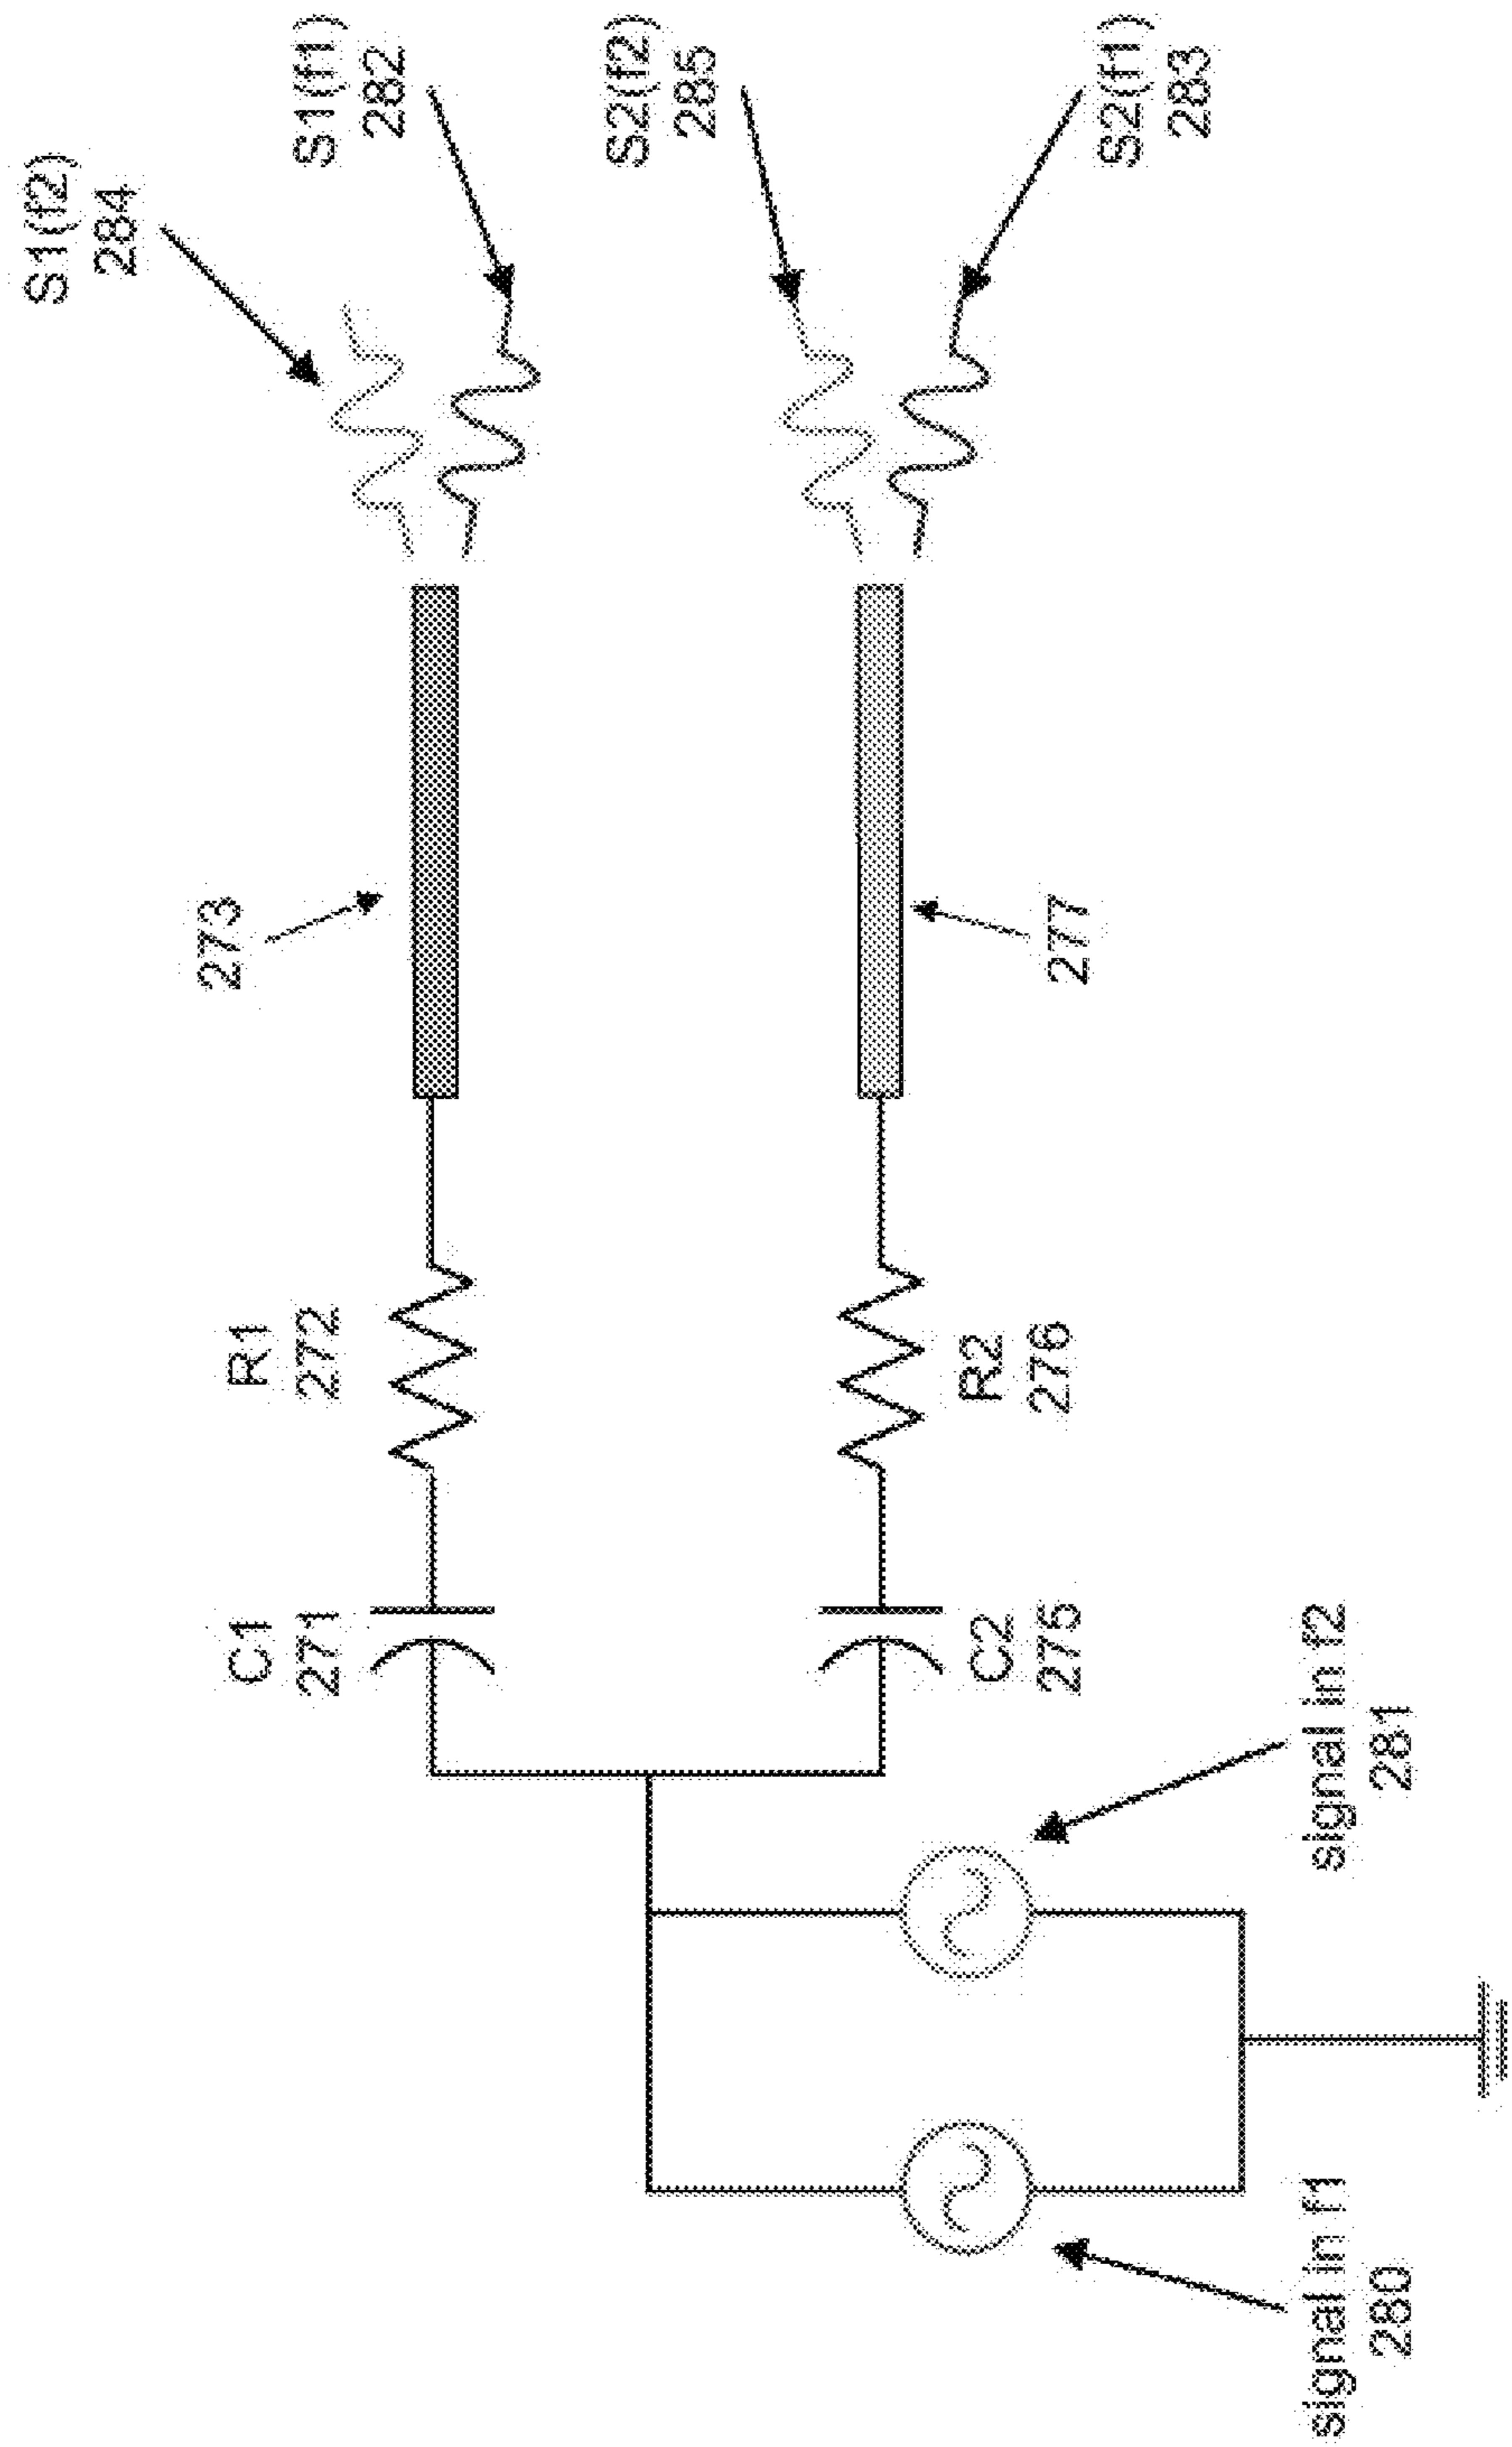 S1(f2)
284
S1(f1)
282
S2(f2)
285
S2(f1)
283
273
277
R1
272
R2
276
C1
271
C2
275
signal in f2
281
signal in f1
280